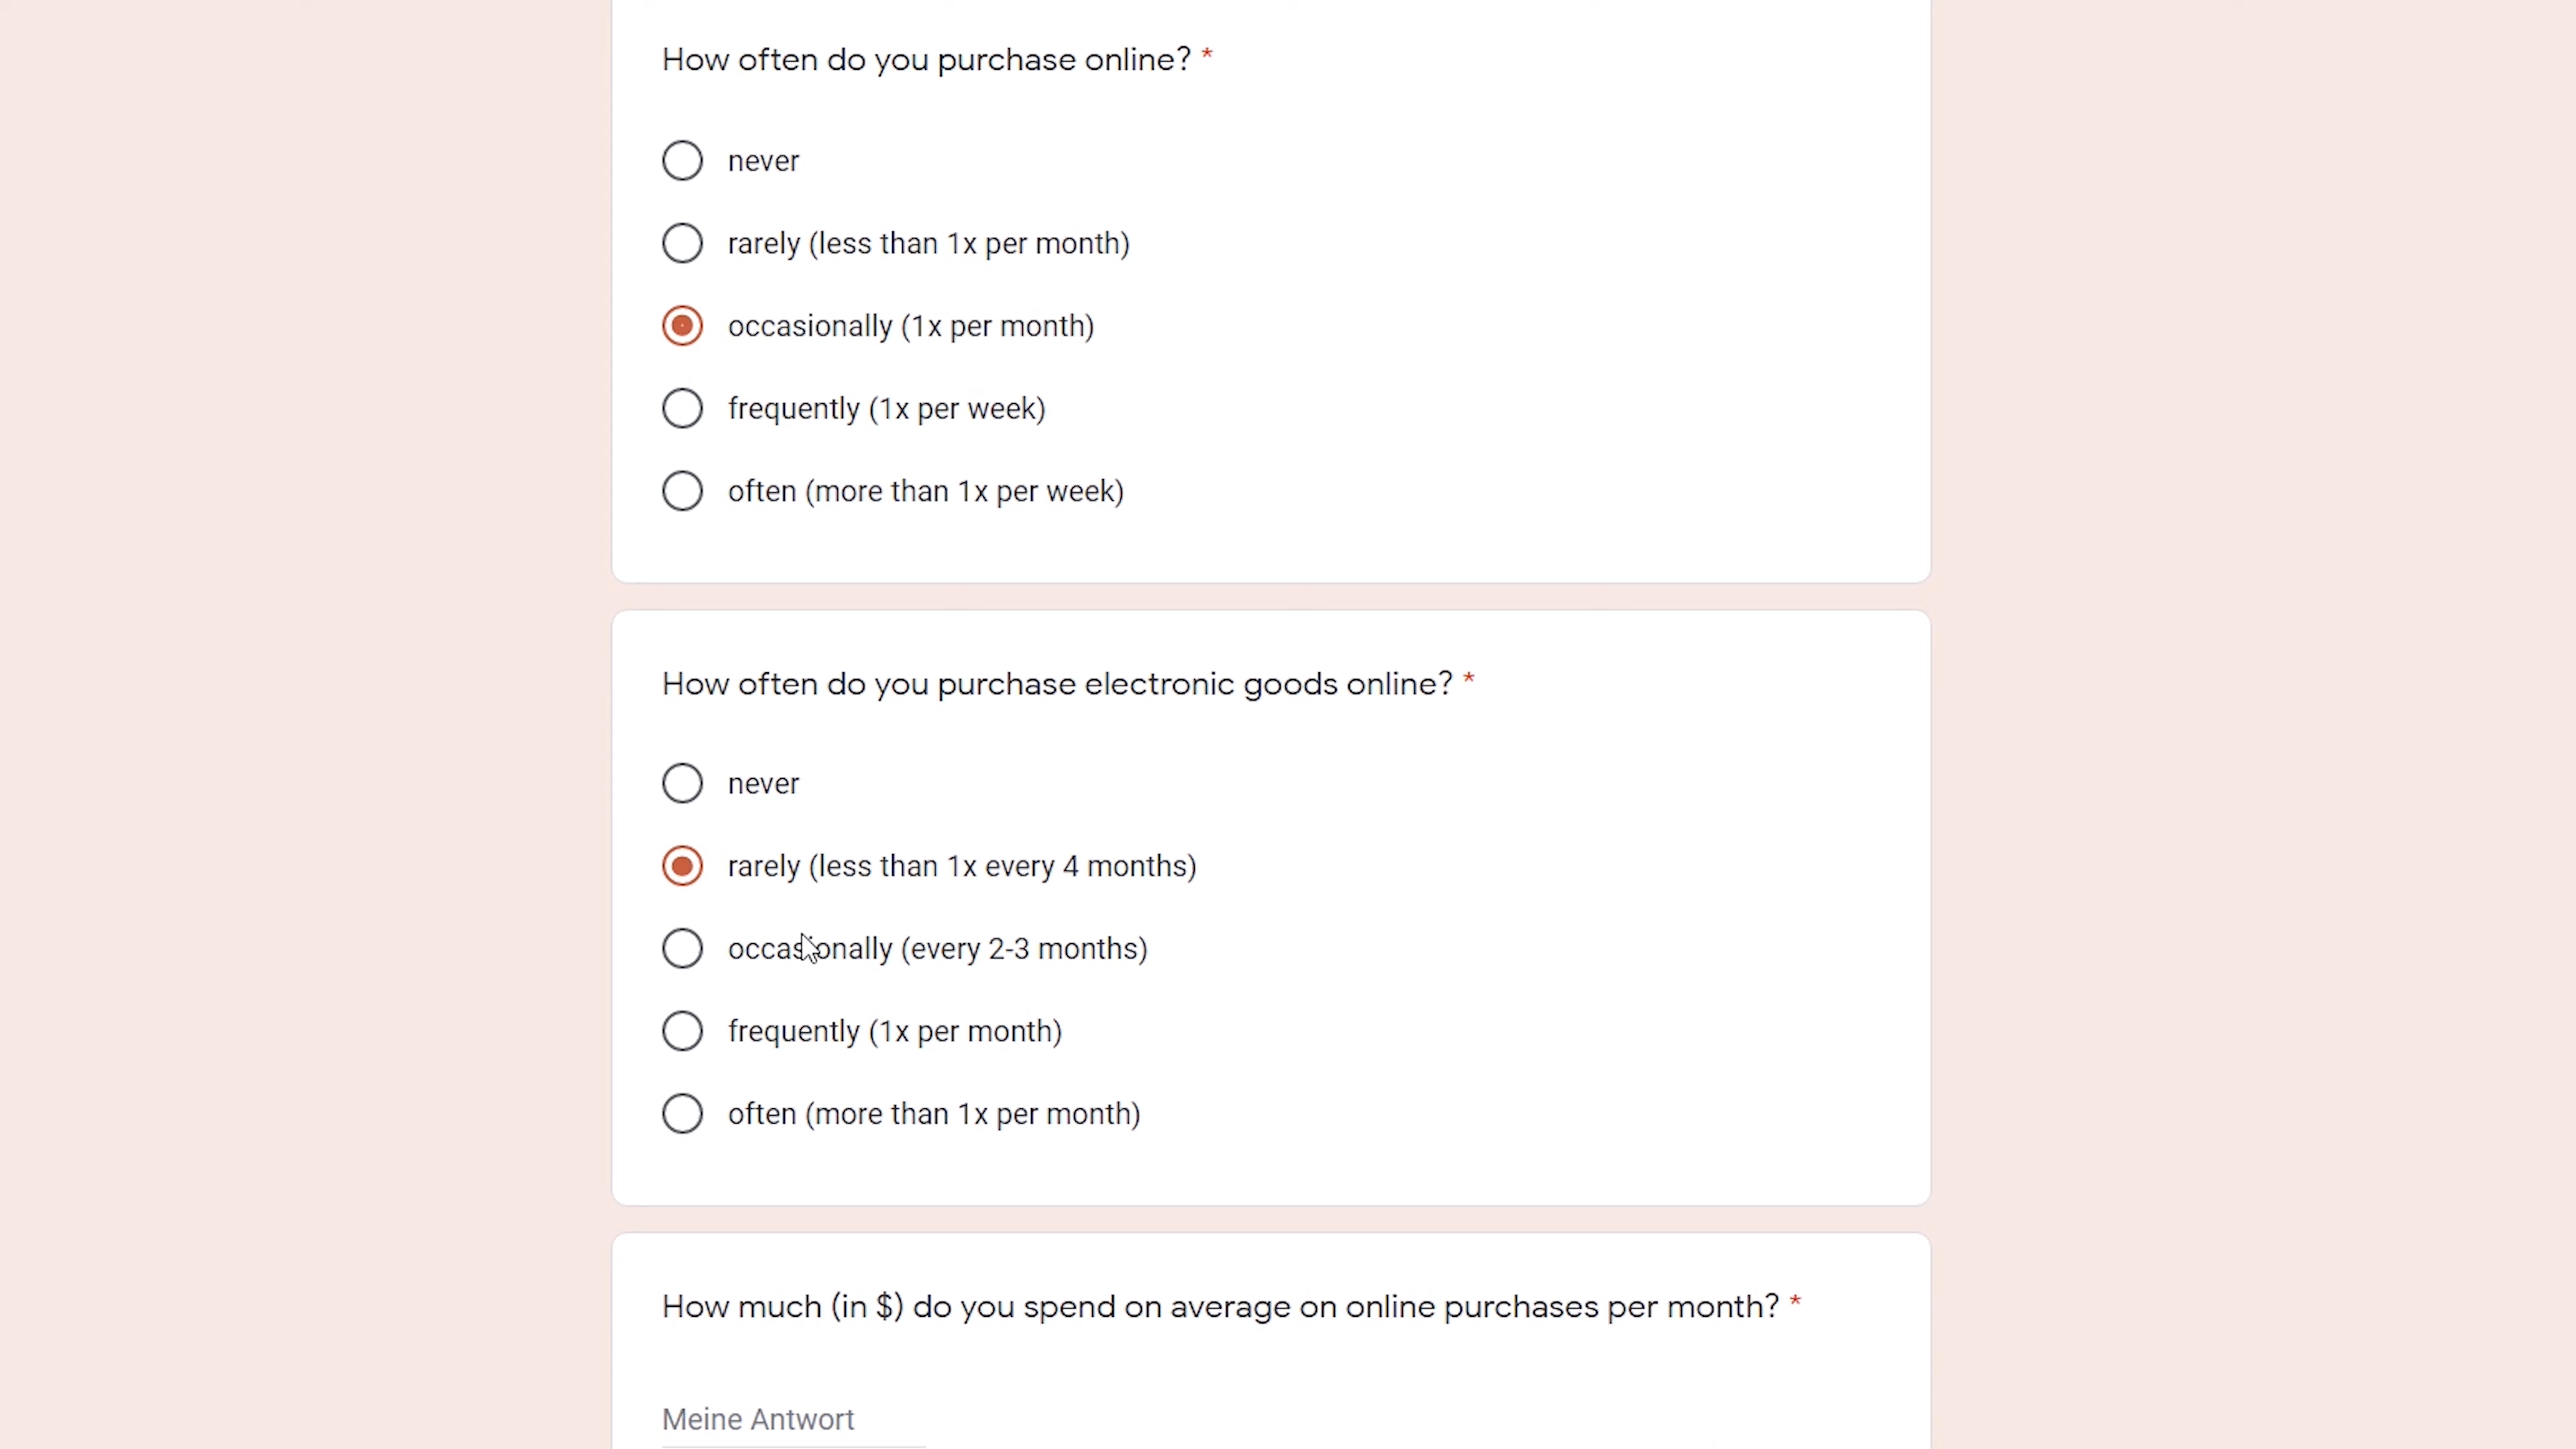 How often do you purchase online? *
never
rarely (less than 1x per month)
occasionally (1x per month)
frequently (1x per week)
often (more than 1x per week)
How often do you purchase electronic goods online? *
never
rarely (less than 1x every 4 months)
occasionally (every 2-3 months)
frequently (1x per month)
often (more than 1x per month)
How much (in $) do you spend on average on online purchases per month? *
Meine Antwort